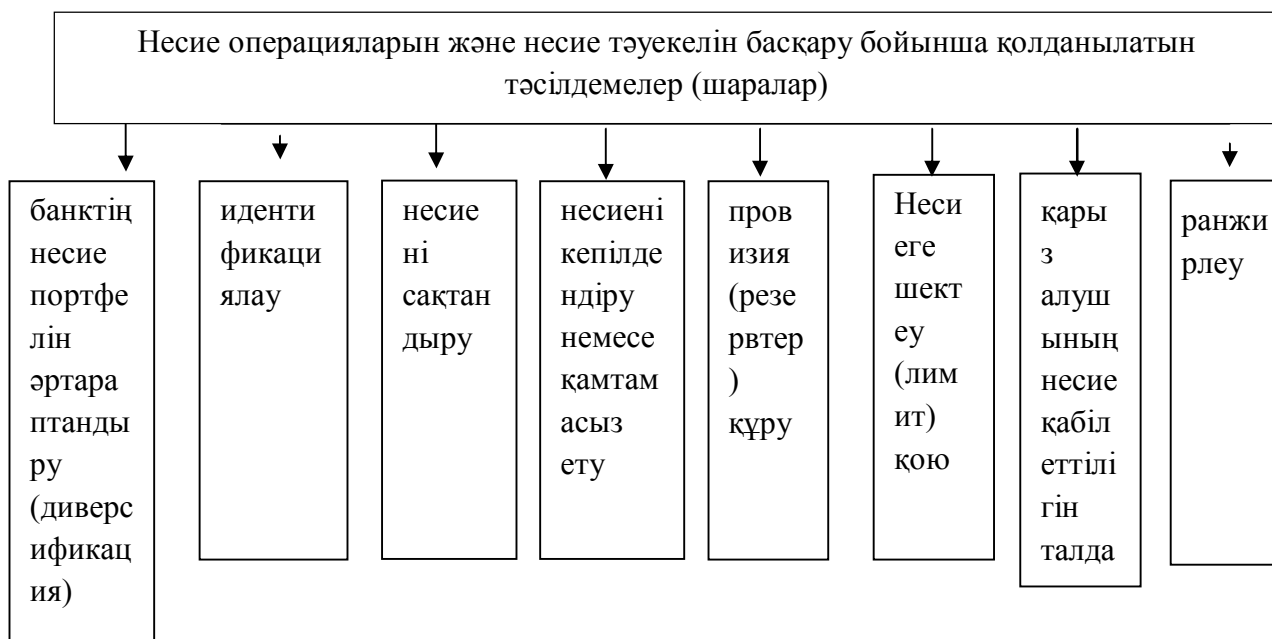 Несие операцияларын және несие тәуекелін басқару бойынша қолданылатын
тәсілдемелер (шаралар)
банктің
несие
портфе
лін
әртара
птанды
ру
(диверс
ификац
ия)
иденти
фикаци
ялау
несие
ні
сақтан
дыру
несиені
кепілде
ндіру
немесе
қамтам
асыз
ету
пров
изия
(резе
рвтер
)
құру
Неси
еге
шект
еу
(лим
ит)
қою
қары
з
алуш
ының
несие
қабіл
еттілі
гін
талда
ранжи
рлеу